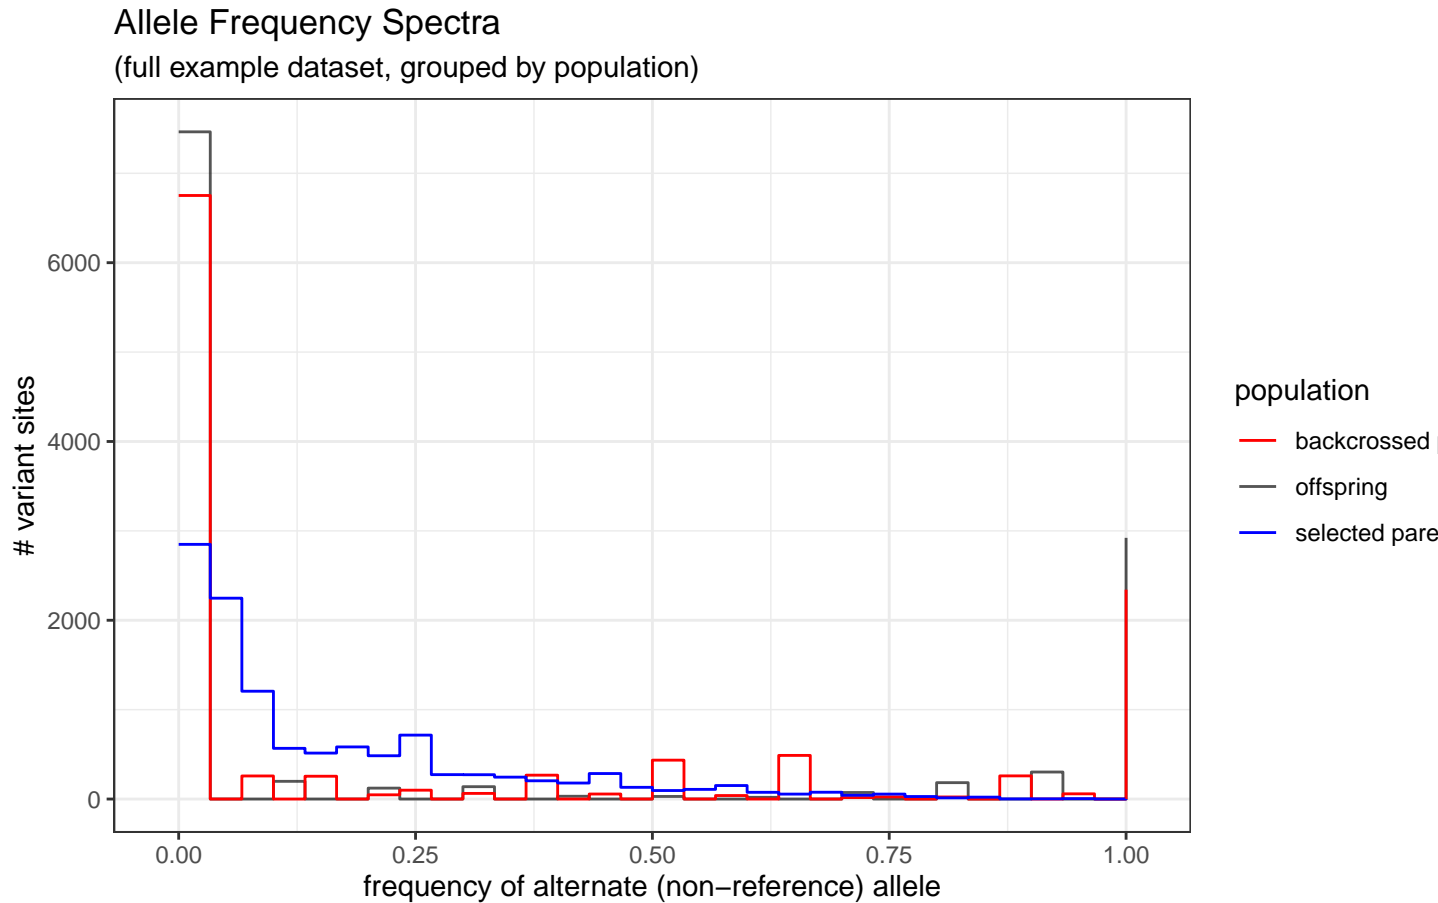 Allele Frequency Spectra
(full example dataset, grouped by population)
# variant sites
6000
4000
2000
0
0.00 0.25 0.50 0.75 1.00
frequency of alternate (non−reference) allele
population
backcrossed
offspring
selected pare